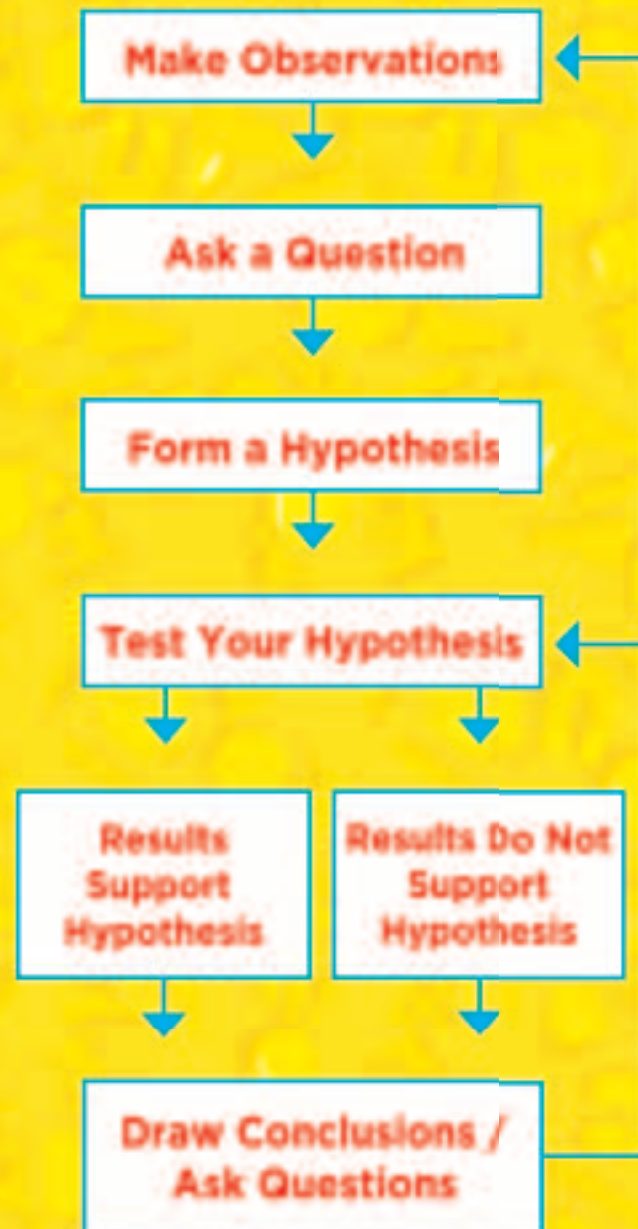 Make Observations
Ask a Question
Form a Hypothesis
Test Your Hypothesis
Results
Support
Hypothesis
Results Do Not
Support
Hypothesis
Draw Conclusions /
Ask Questions